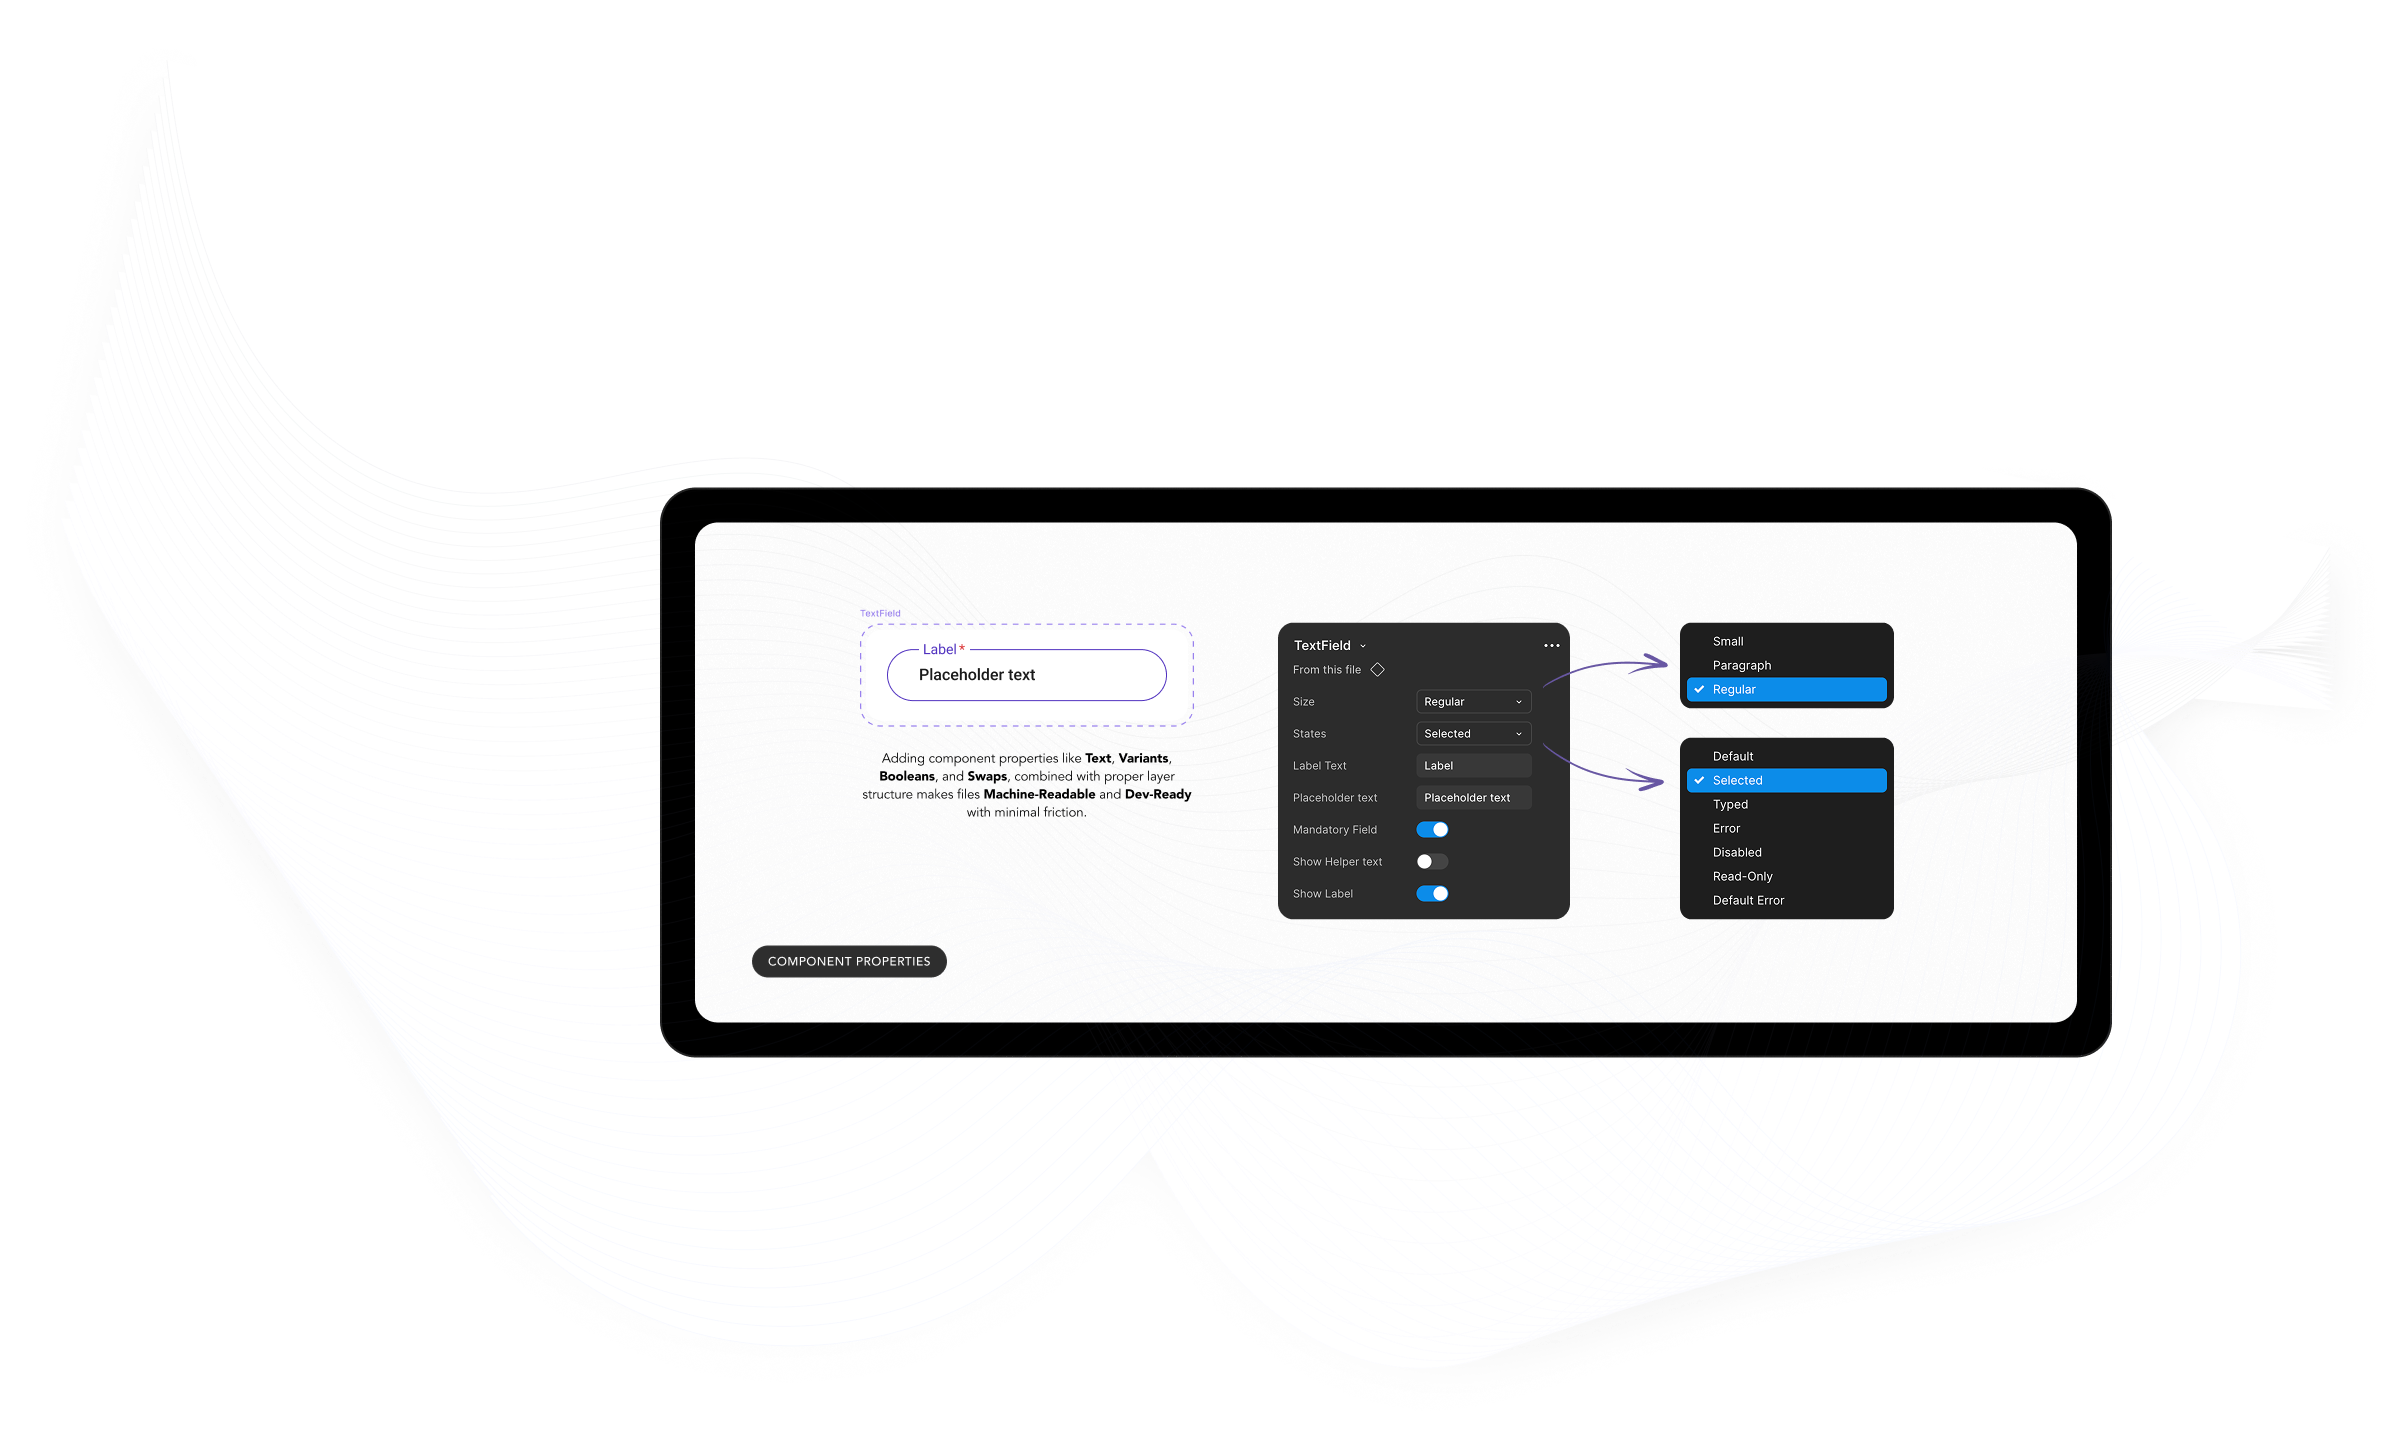 TextField
Label *
Placeholder text
Adding component properties like Text, Variants,
Booleans, and Swaps, combined with proper layer
structure makes files Machine-Readable and Dev-Ready
with minimal friction.
COMPONENT PROPERTIES
TextField
From this file
Size Regular
States Selected
Label Text Label
Placeholder text Placeholder text
Mandatory Field
Show Helper text
Show Label
Small
Paragraph
Regular
Default
Selected
Typed
Error
Disabled
Read-Only
Default Error